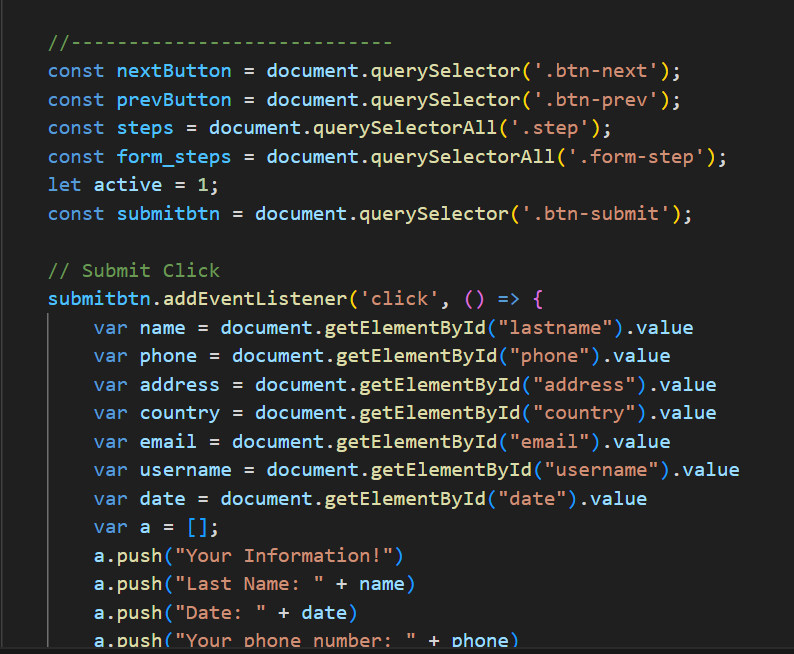 //----------------------------
const nextButton = document.querySelector('.btn-next');
const prevButton = document.querySelector('.btn-prev');
const steps = document.querySelectorAll('.step');
const form_steps = document.querySelectorAll('.form-step');
let active = 1;
const submitbtn = document.querySelector('.btn-submit');
// Submit Click
submitbtn.addEventListener('click', () => {
var name = document.getElementById("lastname").value
var phone = document.getElementById("phone").value
var address = document.getElementById("address").value
var country = document.getElementById("country").value
var email = document.getElementById("email").value
var username = document.getElementById("username").value
var date = document.getElementById("date").value
var a = [];
a.push("Your Information!")
a.push("Last Name: " + name)
a.push("Date: " + date)
a.push("Your phone number: " + phone)